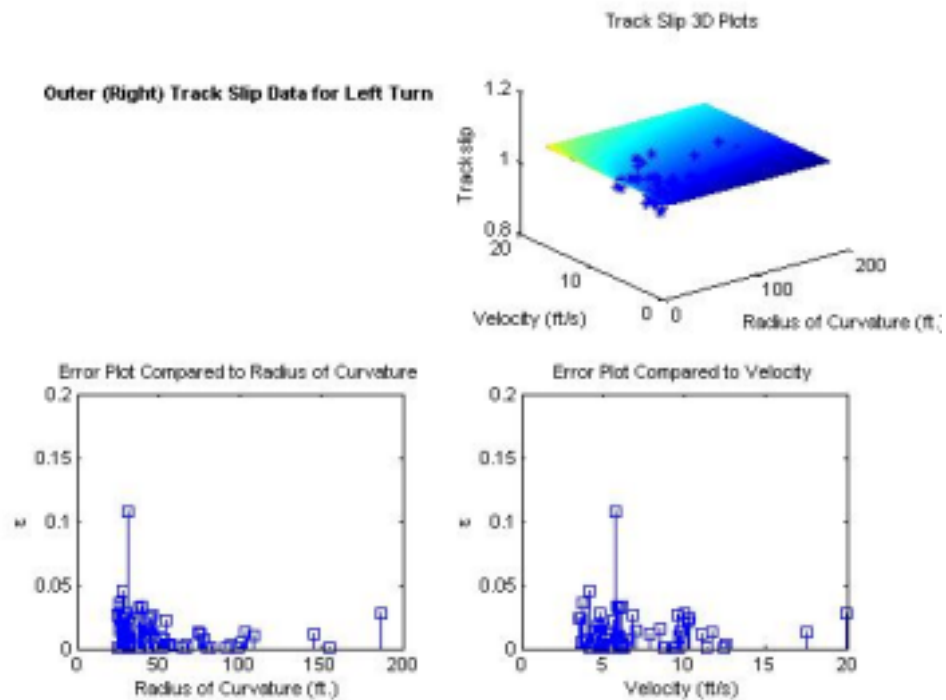 Track Slip 3D Plots
Outer (Right) Track Slip Data for Left Turn
1.2
1
0.8
Track slip
20
10
0
Velocity (ft/s)
0
100
200
Radius of Curvature (ft.)
Error Plot Compared to Radius of Curvature
0.2
0.15
0.1
0.05
0
ε
0
50
100
150
200
Radius of Curvature (ft.)
Error Plot Compared to Velocity
0.2
0.15
0.1
0.05
0
ε
0
5
10
15
20
Velocity (ft/s)